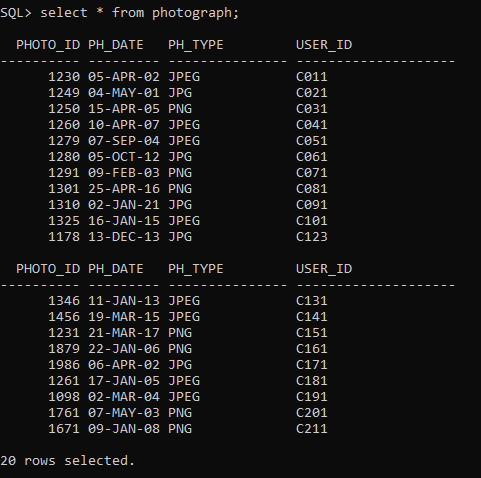 SQL> select * from photograph;
PHOTO_ID PH_DATE   PH_TYPE         USER_ID
---------- --------- --------------- --------------------
1230 05-APR-02 JPEG            C011
1249 04-MAY-01 JPG             C021
1250 15-APR-05 PNG             C031
1260 10-APR-07 JPEG            C041
1279 07-SEP-04 JPEG            C051
1280 05-OCT-12 JPG             C061
1291 09-FEB-03 PNG             C071
1301 25-APR-16 PNG             C081
1310 02-JAN-21 JPG             C091
1325 16-JAN-15 JPEG            C101
1178 13-DEC-13 JPG             C123
PHOTO_ID PH_DATE   PH_TYPE         USER_ID
---------- --------- --------------- --------------------
1346 11-JAN-13 JPEG            C131
1456 19-MAR-15 JPEG            C141
1231 21-MAR-17 PNG             C151
1879 22-JAN-06 PNG             C161
1986 06-APR-02 JPG             C171
1261 17-JAN-05 JPEG            C181
1098 02-MAR-04 JPEG            C191
1761 07-MAY-03 PNG             C201
1671 09-JAN-08 PNG             C211
20 rows selected.